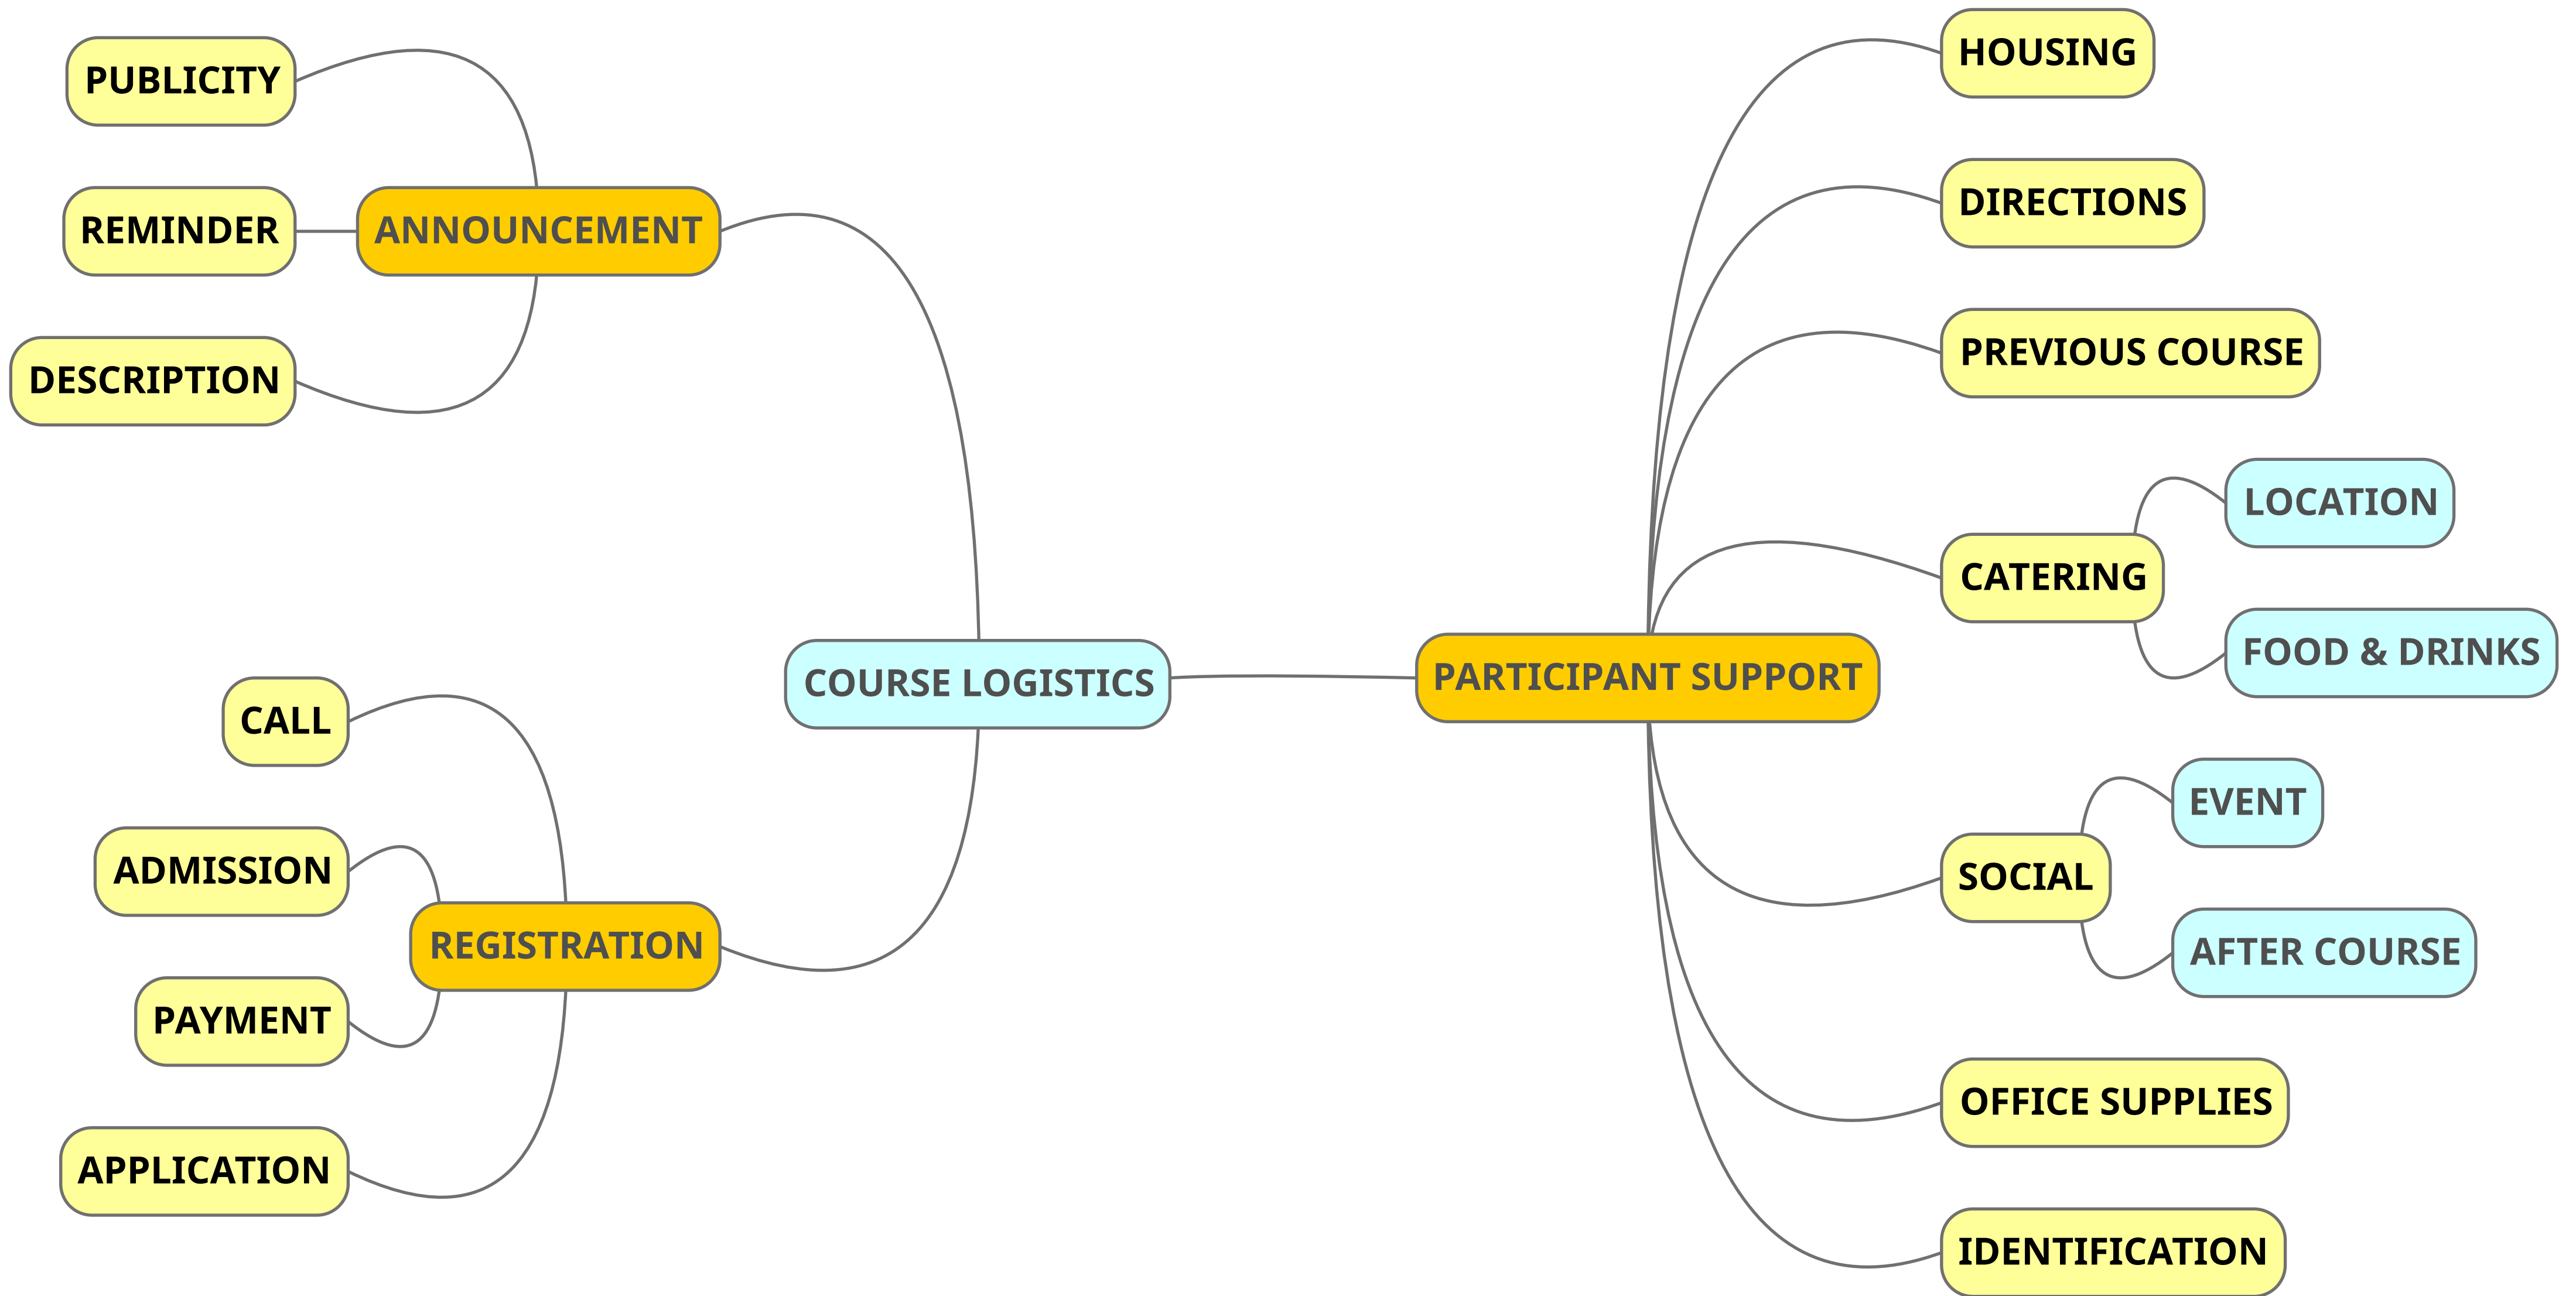 PUBLICITY
REMINDER
DESCRIPTION
ANNOUNCEMENT
CALL
ADMISSION
PAYMENT
APPLICATION
REGISTRATION
COURSE LOGISTICS
PARTICIPANT SUPPORT
HOUSING
DIRECTIONS
PREVIOUS COURSE
CATERING
LOCATION
FOOD & DRINKS
SOCIAL
EVENT
AFTER COURSE
OFFICE SUPPLIES
IDENTIFICATION